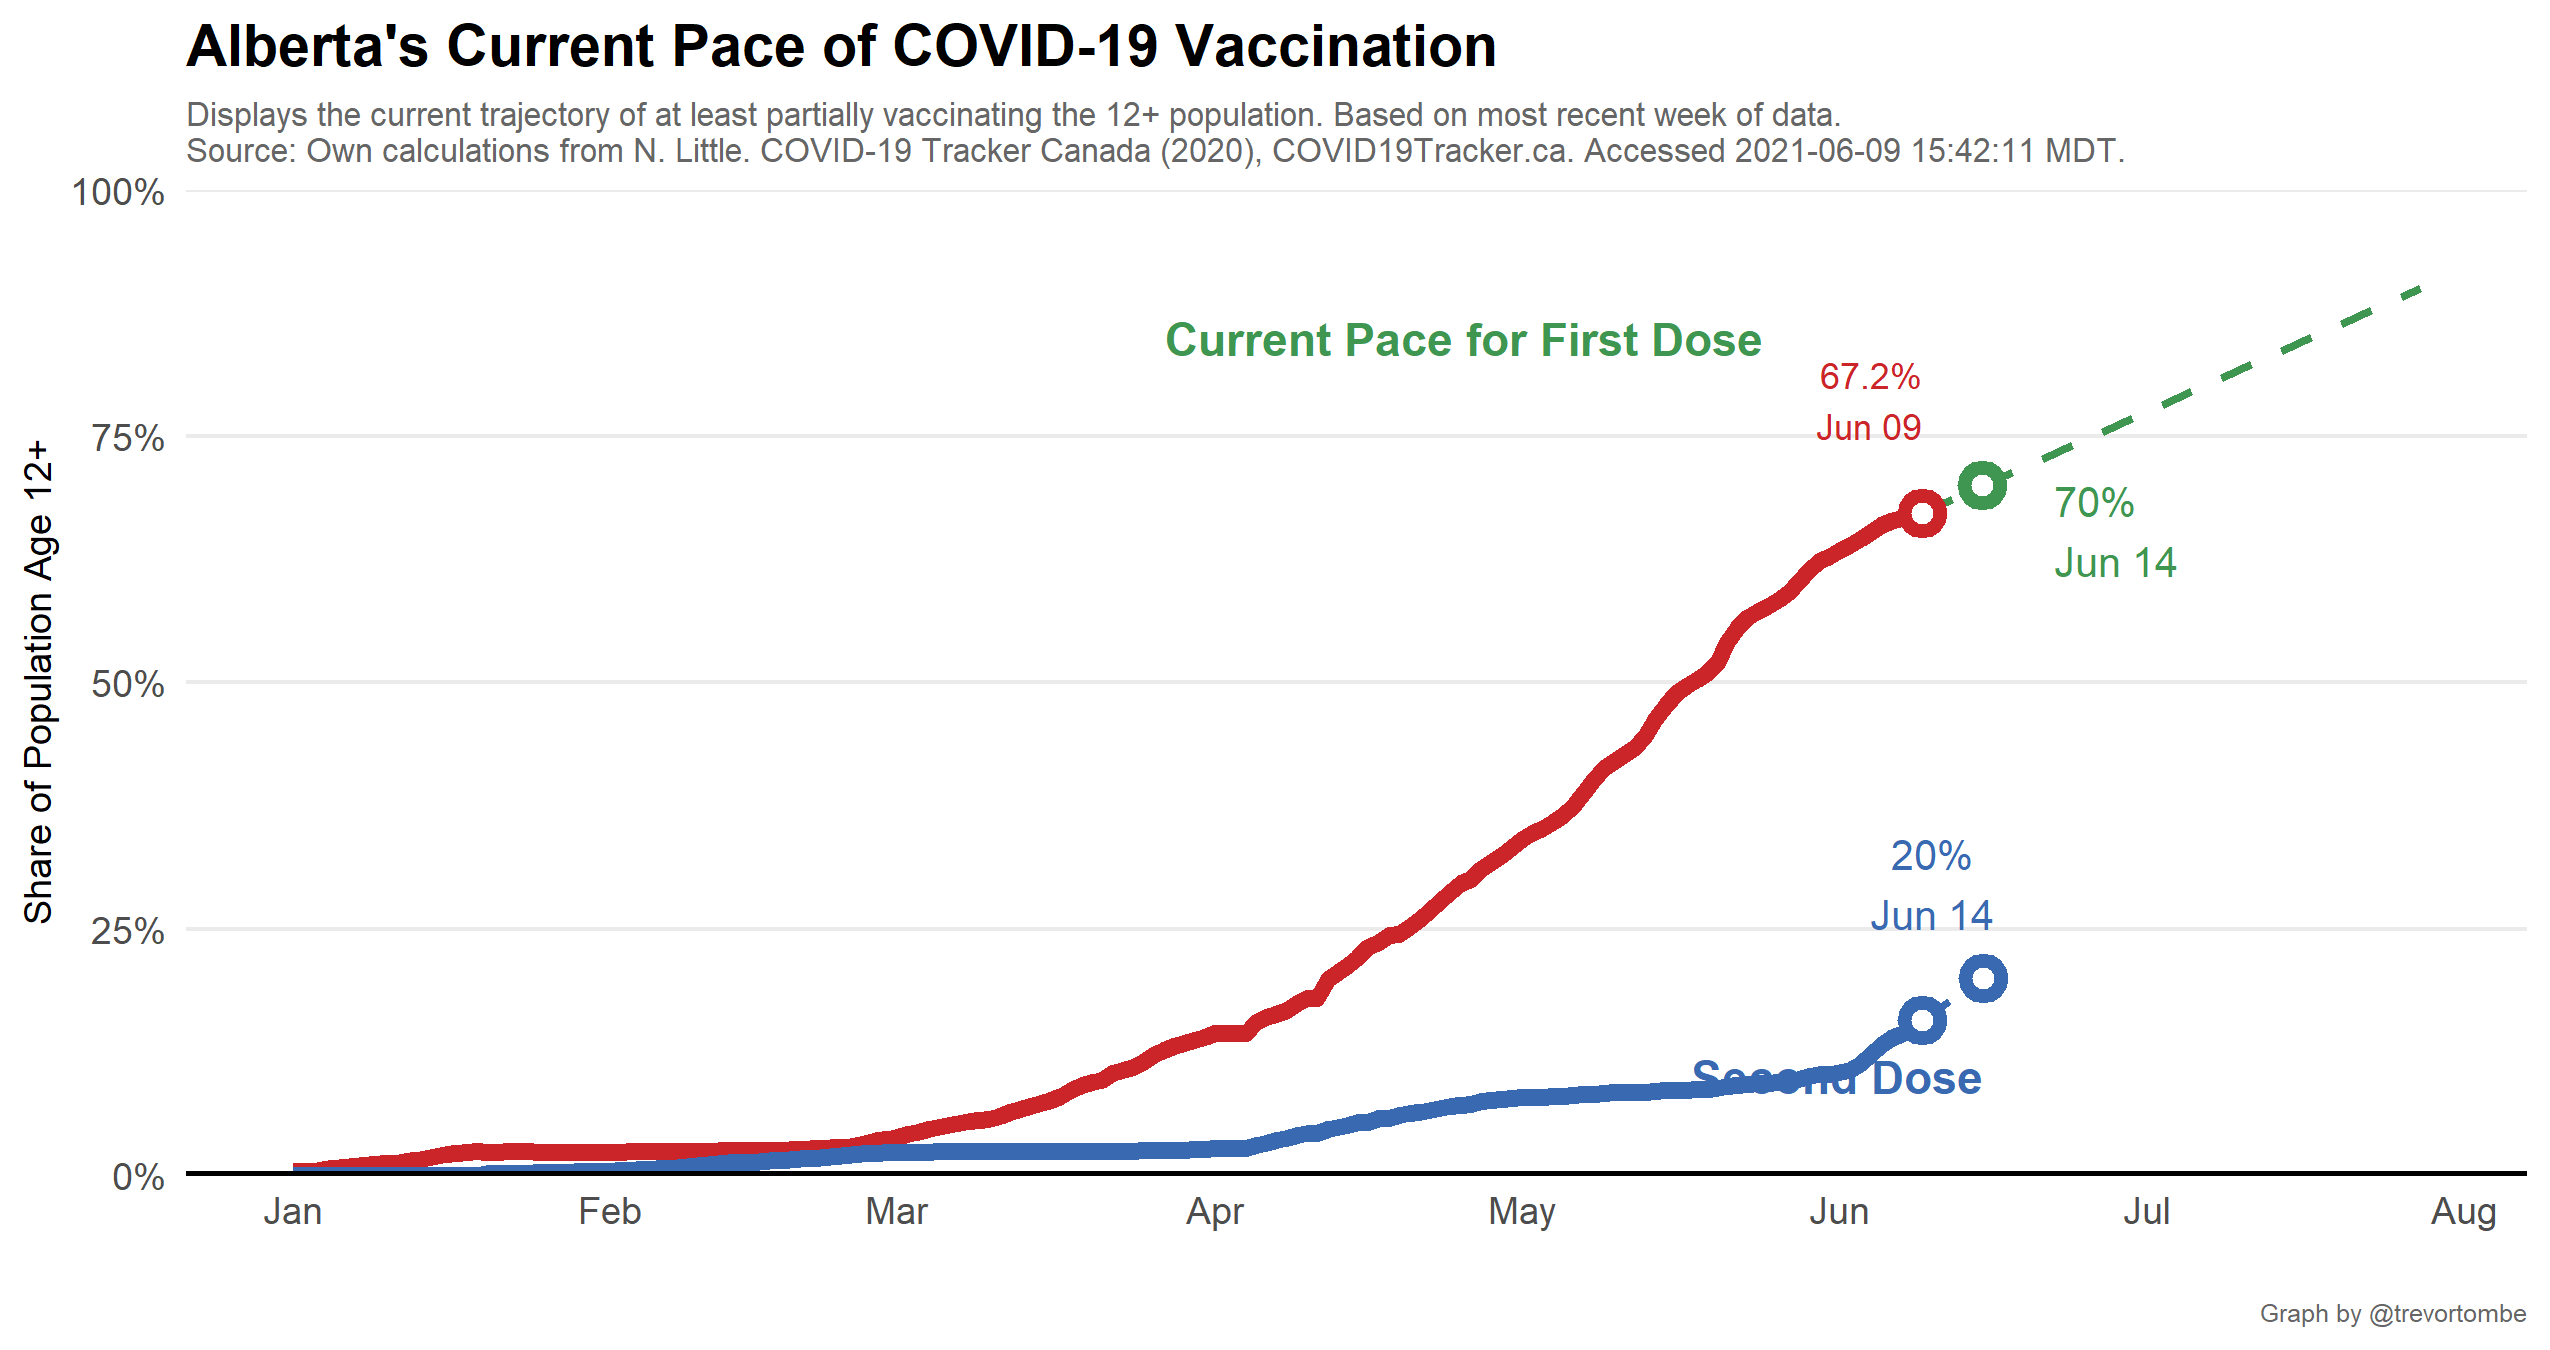 Alberta's Current Pace of COVID-19 Vaccination
Displays the current trajectory of at least partially vaccinating the 12+ population. Based on most recent week of data.
Source: Own calculations from N. Little. COVID-19 Tracker Canada (2020), COVID19Tracker.ca. Accessed 2021-06-09 15:42:11 MDT.
100%
75%
50%
25%
0%
Share of Population Age 12+
Current Pace for First Dose
67.2%
Jun 09
70%
Jun 14
20%
Jun 14
Second Dose
Jan
Feb
Mar
Apr
May
Jun
Jul
Aug
Graph by @trevortombe